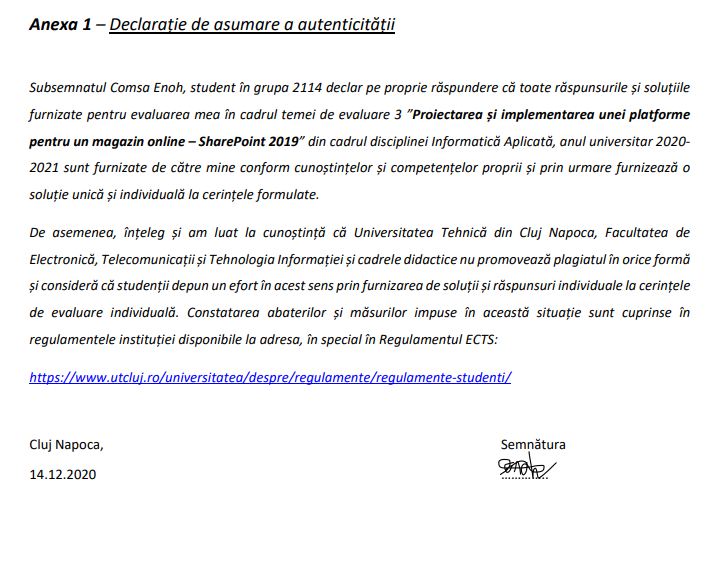 Anexa 1 – Declarație de asumare a autenticității
Subsemnatul Comsa Enoh, student în grupa 2114 declar pe proprie răspundere că toate răspunsurile și soluțiile
furnizate pentru evaluarea mea în cadrul temei de evaluare 3 ”Proiectarea și implementarea unei platforme
pentru un magazin online – SharePoint 2019” din cadrul disciplinei Informatică Aplicată, anul universitar 2020-
2021 sunt furnizate de către mine conform cunoștințelor și competențelor proprii și prin urmare furnizează o
soluție unică și individuală la cerințele formulate.
De asemenea, înțeleg și am luat la cunoștință că Universitatea Tehnică din Cluj Napoca, Facultatea de
Electronică, Telecomunicații și Tehnologia Informației și cadrele didactice nu promovează plagiatul în orice formă
și consideră că studenții depun un efort în acest sens prin furnizarea de soluții și răspunsuri individuale la cerințele
de evaluare individuală. Constatarea abaterilor și măsurilor impuse în această situație sunt cuprinse în
regulamentele instituției disponibile la adresa, în special în Regulamentul ECTS:
https://www.utcluj.ro/universitatea/despre/regulamente/regulamente-studenti/
Cluj Napoca,
Semnătura
14.12.2020